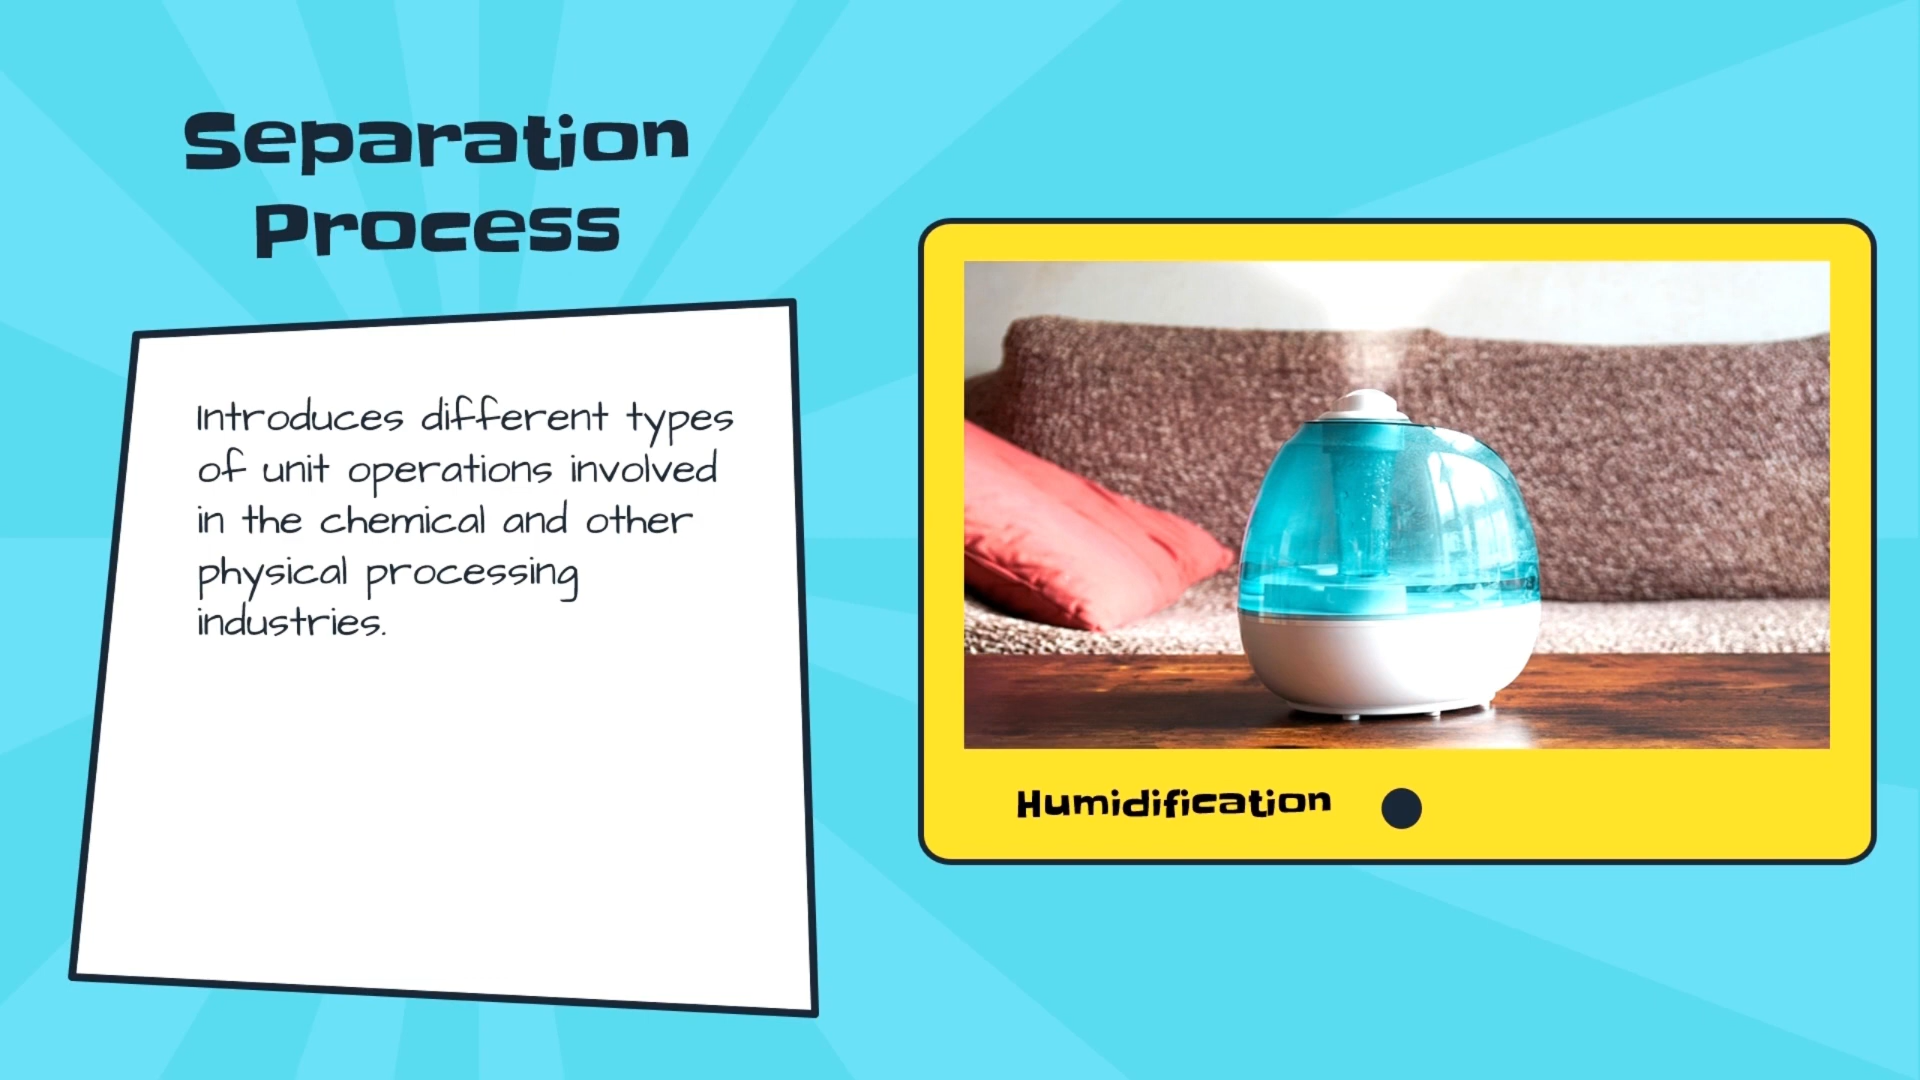 Separation
Process
Introduces different types
of unit operations involved
in the chemical and other
physical processing
industries.
Humidification